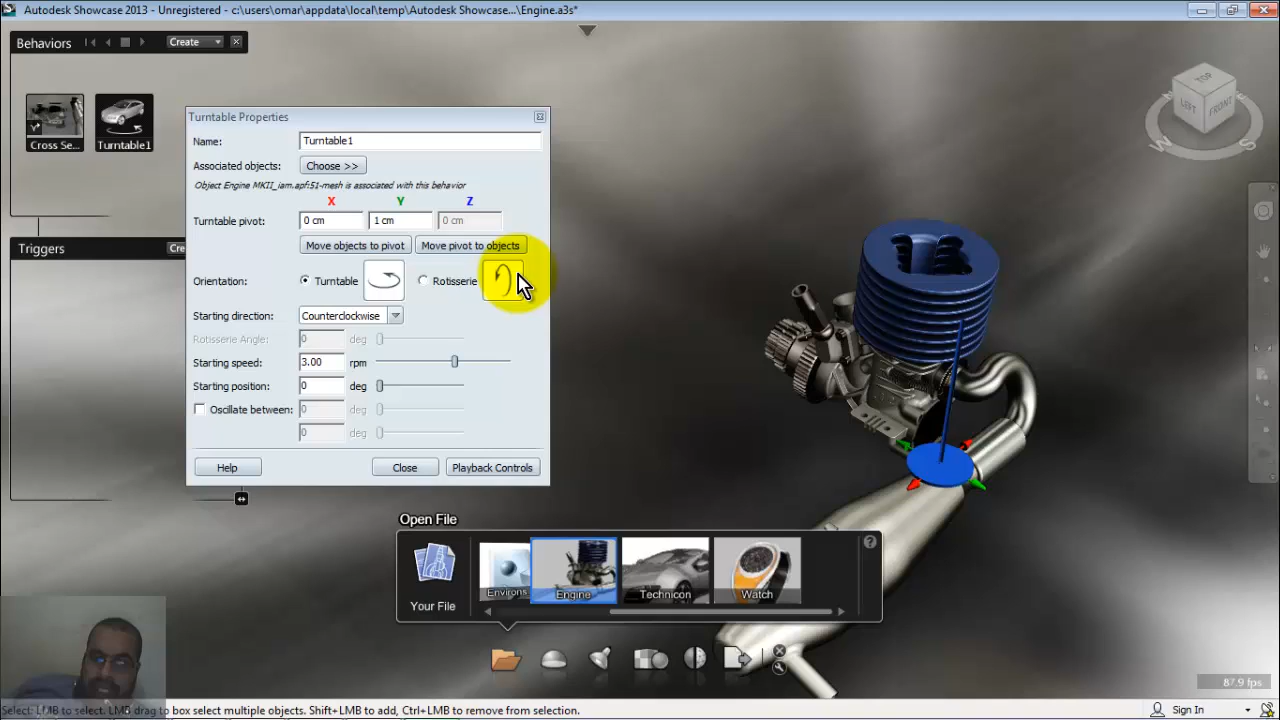 Autodesk Showcase 2013 - Unregistered - c:\users\omar\appdata\local\temp\Autodesk Showcase...\Engine.a3s*
Behaviors
Create
Cross Se...
Turntable1
Triggers
Cre
Turntable Properties
Name:
Turntable1
Associated objects:
Choose >>
Object Engine MKII_iam.apf:51-mesh is associated with this behavior
X Y Z
Turntable pivot:
0 cm
1 cm
0 cm
Move objects to pivot
Move pivot to objects
Orientation:
Turntable
Rotisserie
Starting direction:
Counterclockwise
Rotisserie Angle:
0
deg
Starting speed:
3.00
rpm
Starting position:
0
deg
Oscillate between:
0
deg
0
deg
Help
Close
Playback Controls
TOP
LEFT
FRONT
W
S
Open File
Your File
Environs
Engine
Technicon
Watch
?
87.9 fps
Select: LMB to select. LMB drag to box select multiple objects. Shift+LMB to add, Ctrl+LMB to remove from selection.
Sign In